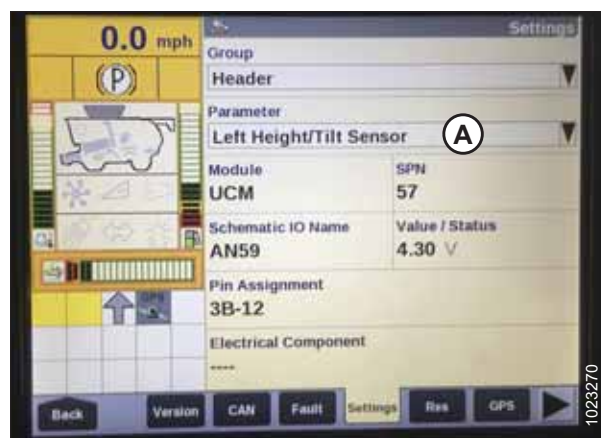 0.0 mph
Settings
(P)
Group
Header
Parameter
Left Height/Tilt Sensor
A
Module
SPN
UCM
57
Schematic IO Name
Value / Status
AN59
4.30 V
Pin Assignment
3B-12
GPS
Electrical Component
----
Back
Version
CAN
Fault
Settings
Res
GPS
1023270